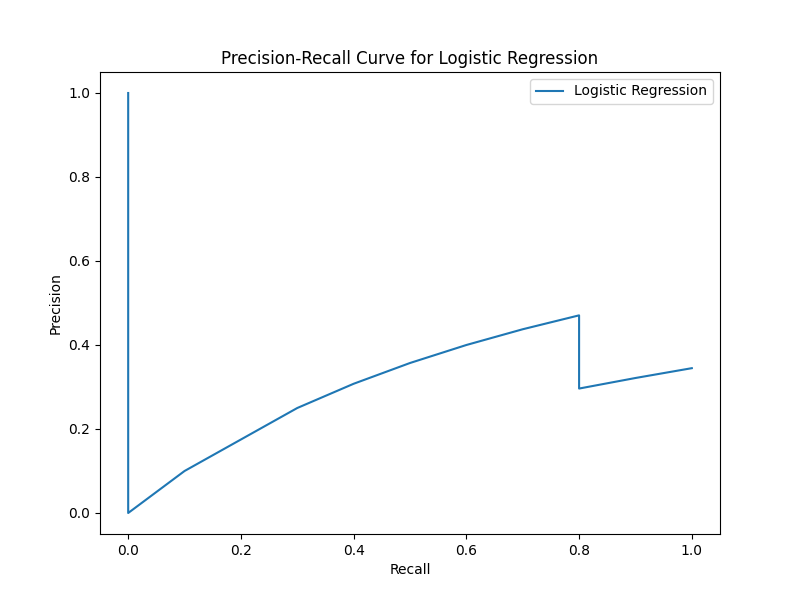 Precision-Recall Curve for Logistic Regression
Logistic Regression
1.0
0.8
0.6
0.4
0.2
0.0
Precision
0.0 0.2 0.4 0.6 0.8 1.0
Recall